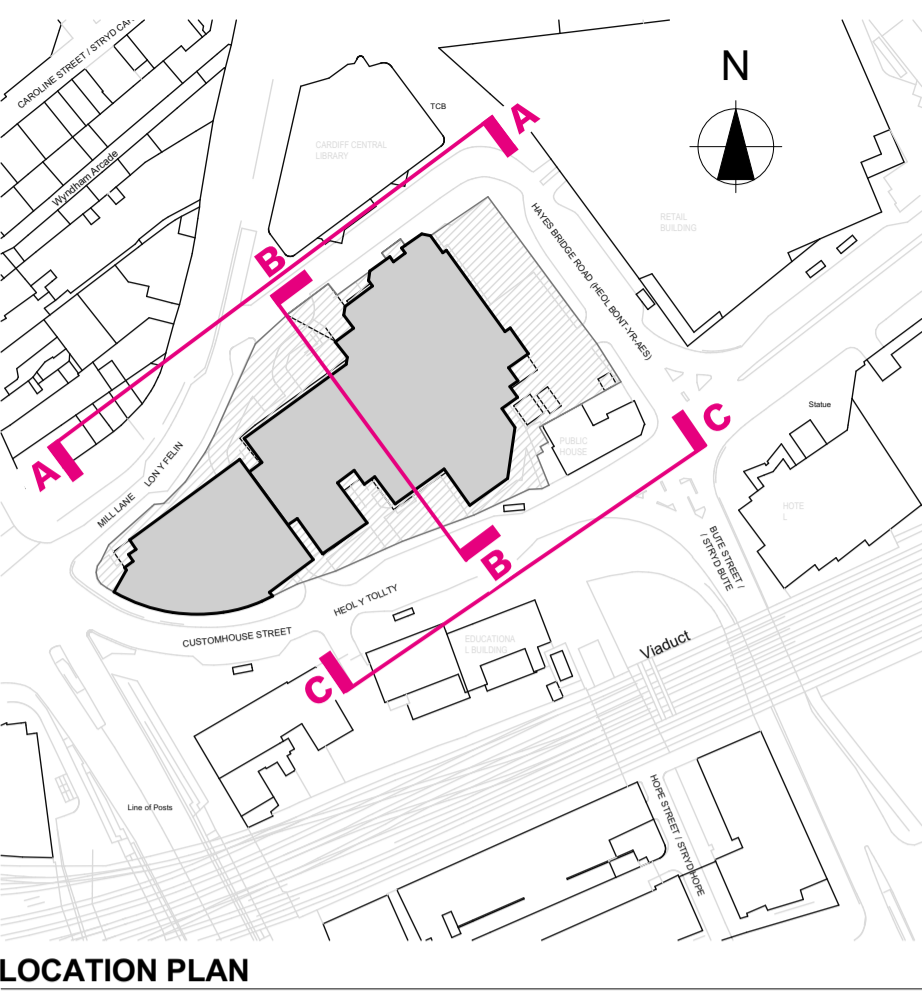 CAROLINE STREET / STRYD CAR
N
TCB
A
CARDIFF CENTRAL
LIBRARY
Wyndham Arcade
RETAIL
BUILDING
HAYES BRIDGE ROAD (HEOL BONT-YR-AES)
B
Statue
C
PUBLIC
HOUSE
A
MILL LANE
LON Y FELIN
HOTE
L
B
BUTE STREET /
/ STRYD BUTE
HEOL Y TOLLTY
CUSTOMHOUSE STREET
EDUCATIONA
L BUILDING
Viaduct
C
Line of Posts
HOPE STREET / STRYD HOPE
LOCATION PLAN